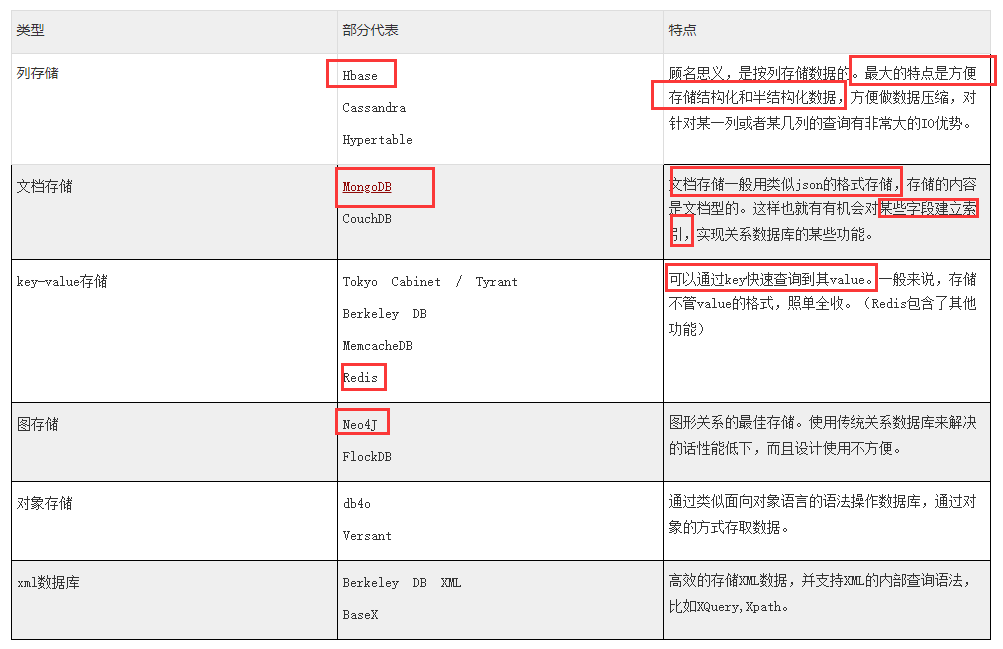 类型
部分代表
特点
列存储
Hbase
Cassandra
Hypertable
顾名思义，是按列存储数据的。最大的特点是方便
存储结构化和半结构化数据，方便做数据压缩，对
针对某一列或者某几列的查询有非常大的IO优势。
文档存储
MongoDB
CouchDB
文档存储一般用类似json的格式存储，存储的内容
是文档型的。这样也就有有机会对某些字段建立索
引，实现关系数据库的某些功能。
key-value存储
Tokyo Cabinet / Tyrant
Berkeley DB
MemcacheDB
Redis
可以通过key快速查询到其value。一般来说，存储
不管value的格式，照单全收。（Redis包含了其他
功能）
图存储
Neo4J
FlockDB
图形关系的最佳存储。使用传统关系数据库来解决
的话性能低下，而且设计使用不方便。
对象存储
db4o
Versant
通过类似面向对象语言的语法操作数据库，通过对
象的方式存取数据。
xml数据库
Berkeley DB XML
BaseX
高效的存储XML数据，并支持XML的内部查询语法，
比如XQuery,Xpath。